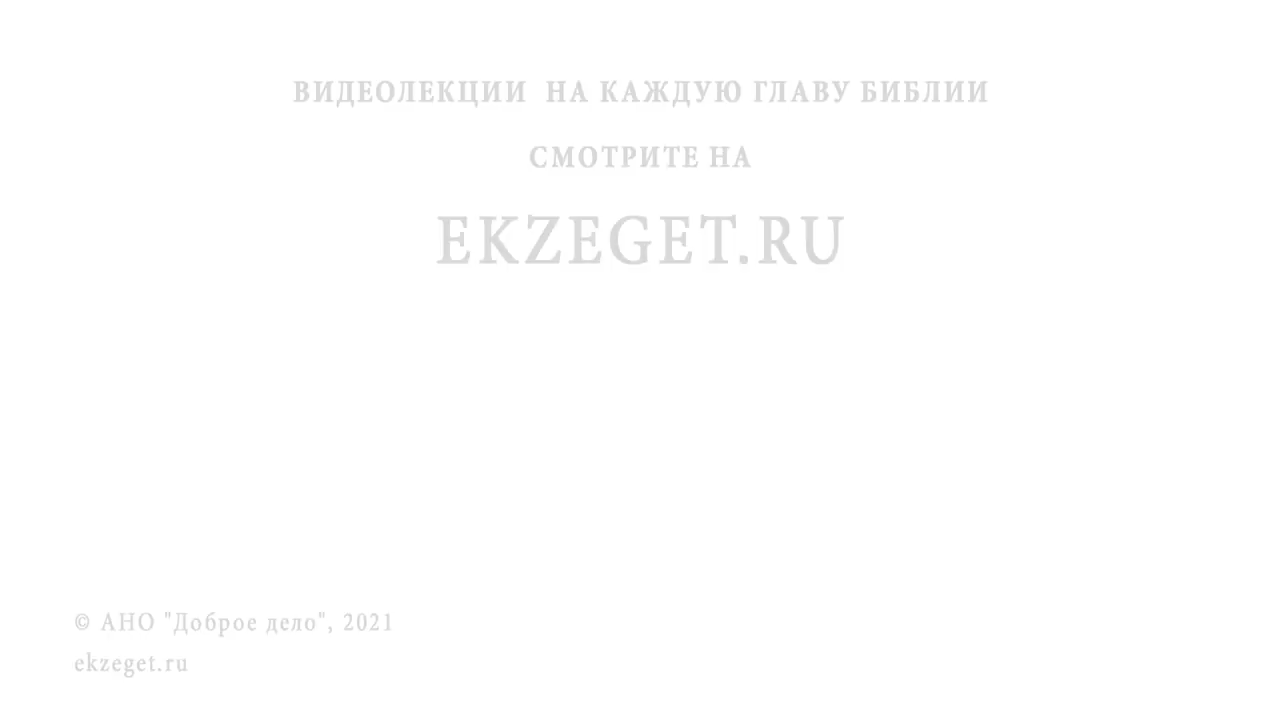 ВИДЕОЛЕКЦИИ НА КАЖДУЮ ГЛАВУ БИБЛИИ
СМОТРИТЕ НА
EKZEGET.RU
© АНО "Доброе дело", 2021
ekzeget.ru